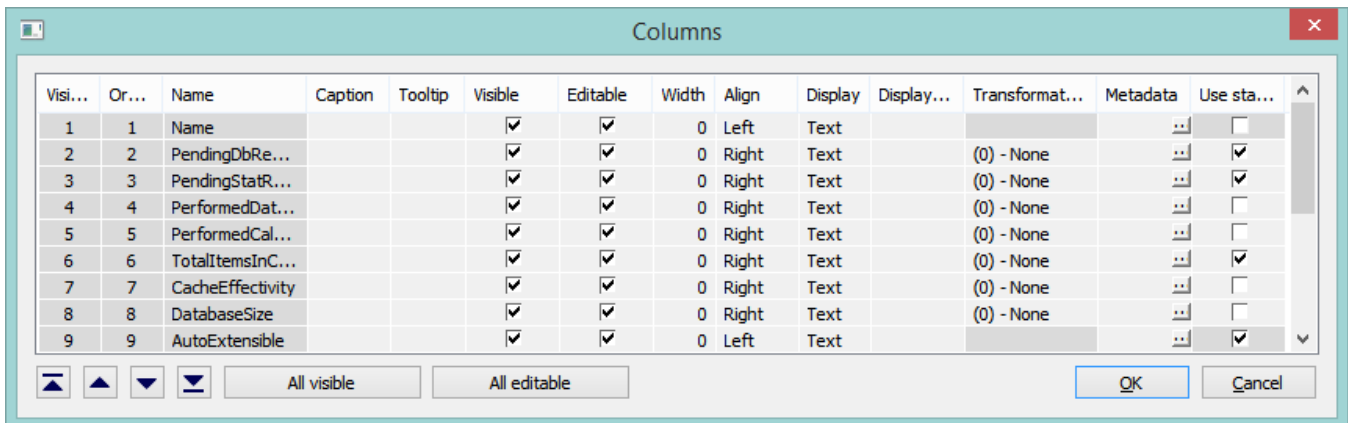 Columns
Visi... Or... Name Caption Tooltip Visible Editable Width Align Display Display... Transformat... Metadata Use sta...
1 1 Name 0 Left Text ..
2 2 PendingDbRe... 0 Right Text (0) - None ..
3 3 PendingStatR... 0 Right Text (0) - None ..
4 4 PerformedDat... 0 Right Text (0) - None ..
5 5 PerformedCal... 0 Right Text (0) - None ..
6 6 TotalItemsInC... 0 Right Text (0) - None ..
7 7 CacheEffectivity 0 Right Text (0) - None ..
8 8 DatabaseSize 0 Right Text (0) - None ..
9 9 AutoExtensible 0 Left Text ..
All visible All editable OK Cancel